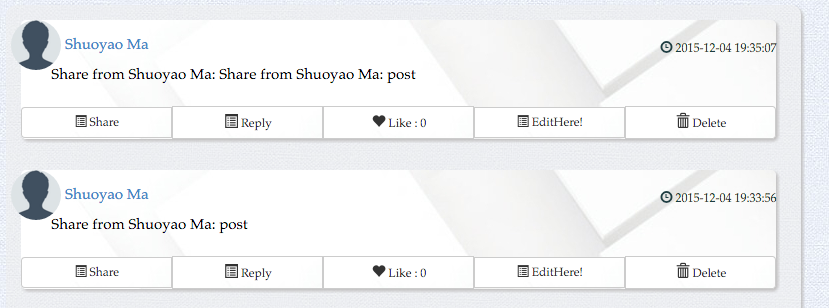 Shuoyao Ma
2015-12-04 19:35:07
Share from Shuoyao Ma: Share from Shuoyao Ma: post
Share Reply Like : 0 EditHere! Delete
Shuoyao Ma
2015-12-04 19:33:56
Share from Shuoyao Ma: post
Share Reply Like : 0 EditHere! Delete